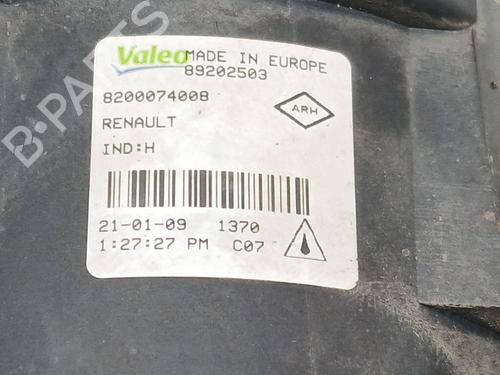 Valeo MADE IN EUROPE
89202503
8200074008
ARH
RENAULT
IND:H
21-01-09 1370
1:27:27 PM C07
B-PARTS